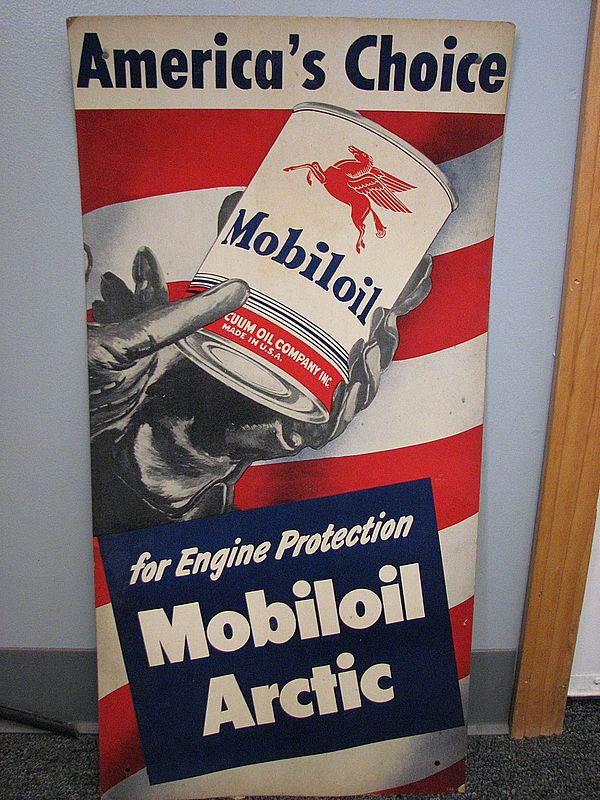 America's Choice
Mobiloil
CUUM OIL COMPANY INC.
MADE IN U.S.A.
for Engine Protection
Mobiloil
Arctic